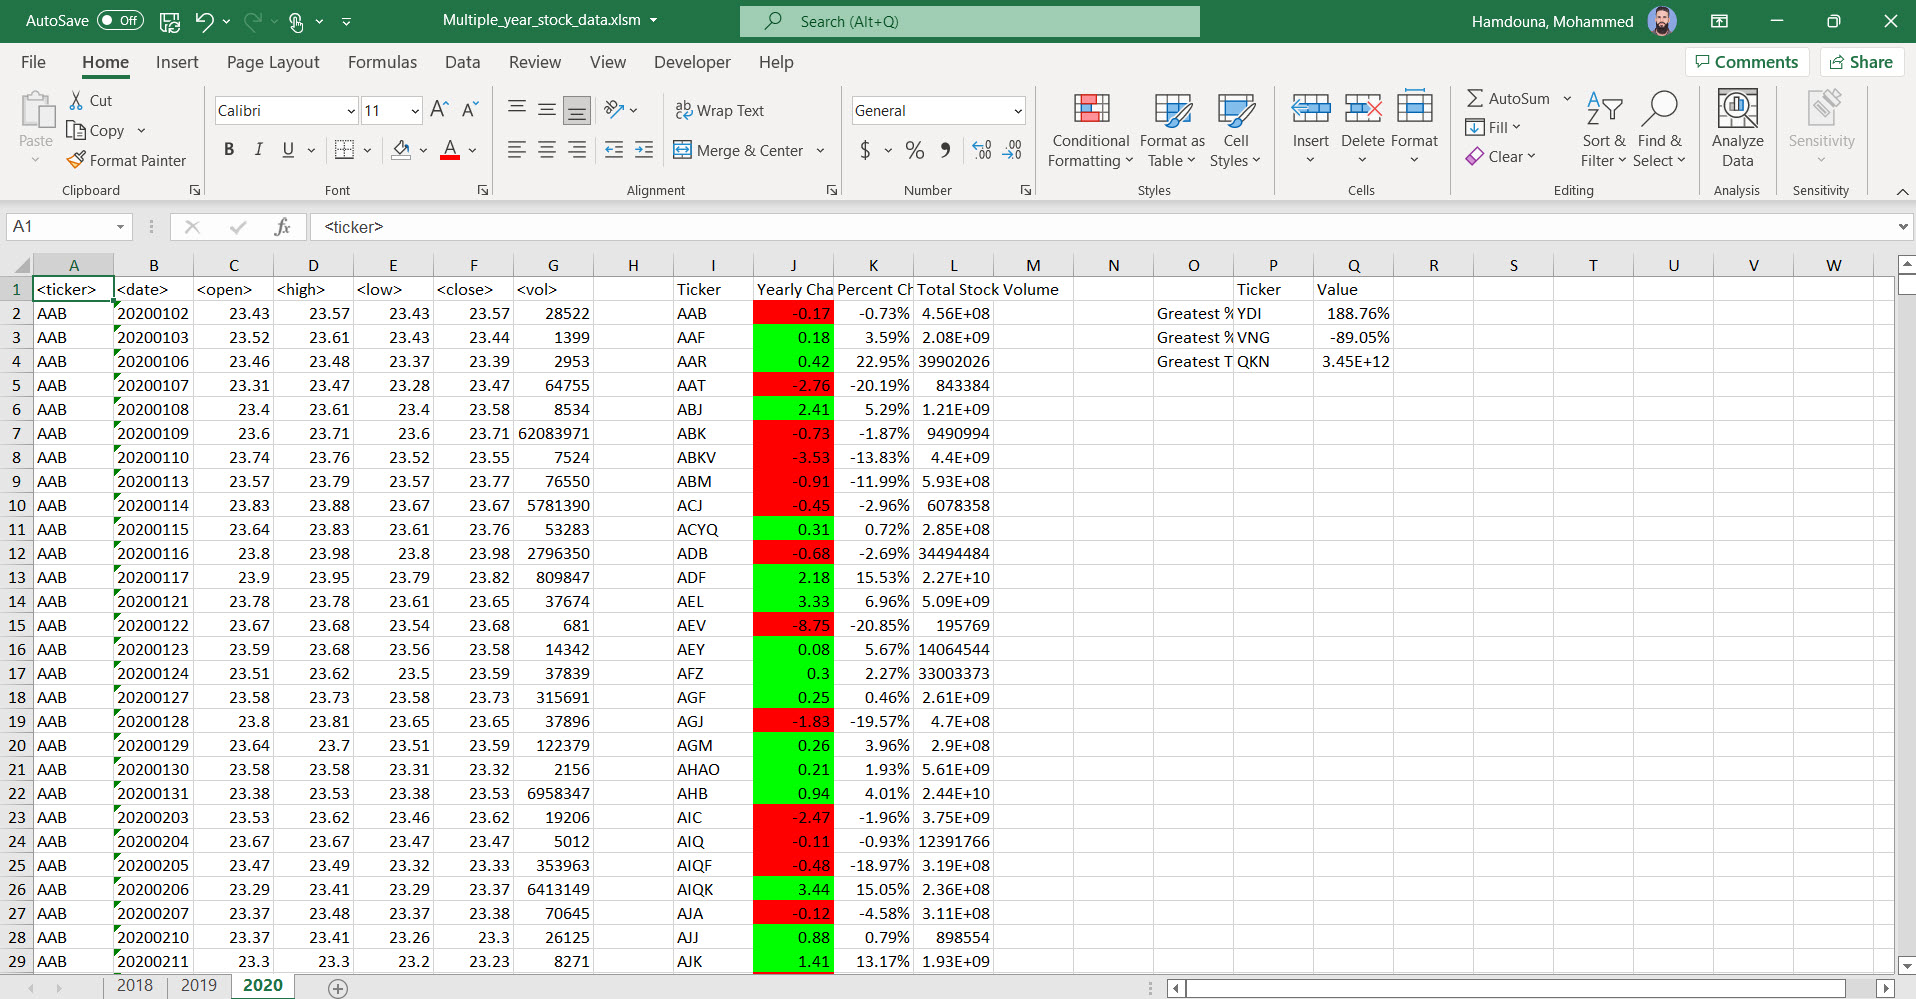 AutoSave Off Multiple_year_stock_data.xlsm Search (Alt+Q) Hamdouna, Mohammed
File Home Insert Page Layout Formulas Data Review View Automate Developer Help Comments Share
Paste Cut Copy Format Painter Clipboard
Calibri 11 A A B I U A Font
ab Wrap Text Merge & Center Alignment
General $ % , .00 .00 Number
Conditional Formatting Format as Table Cell Styles Styles
Insert Delete Format Cells
AutoSum Fill Clear Sort & Filter Find & Select Editing
Analyze Data Analysis
Sensitivity Sensitivity
A1 fx <ticker>
A B C D E F G H I J K L M N O P Q R S T U V W
1 <ticker> <date> <open> <high> <low> <close> <vol> Ticker Yearly Cha Percent Ch Total Stock Volume Ticker Value
2 AAB 20200102 23.43 23.57 23.43 23.57 28522 AAB -0.17 -0.73% 4.56E+08 Greatest % YDI 188.76%
3 AAB 20200103 23.52 23.61 23.43 23.44 1399 AAF 0.18 3.59% 2.08E+09 Greatest % VNG -89.05%
4 AAB 20200106 23.46 23.48 23.37 23.39 2953 AAR 0.42 22.95% 39902026 Greatest T QKN 3.45E+12
5 AAB 20200107 23.31 23.47 23.28 23.47 64755 AAT -2.76 -20.19% 843384
6 AAB 20200108 23.4 23.61 23.4 23.58 8534 ABJ 2.41 5.29% 1.21E+09
7 AAB 20200109 23.6 23.71 23.6 23.71 62083971 ABK -0.73 -1.87% 9490994
8 AAB 20200110 23.74 23.76 23.52 23.55 7524 ABKV -3.53 -13.83% 4.4E+09
9 AAB 20200113 23.57 23.79 23.57 23.77 76550 ABM -0.91 -11.99% 5.93E+08
10 AAB 20200114 23.83 23.88 23.67 23.67 5781390 ACJ -0.45 -2.96% 6078358
11 AAB 20200115 23.64 23.83 23.61 23.76 53283 ACYQ 0.31 0.72% 2.85E+08
12 AAB 20200116 23.8 23.98 23.8 23.98 2796350 ADB -0.68 -2.69% 34494484
13 AAB 20200117 23.9 23.95 23.79 23.82 809847 ADF 2.18 15.53% 2.27E+10
14 AAB 20200121 23.78 23.78 23.61 23.65 37674 AEL 3.33 6.96% 5.09E+09
15 AAB 20200122 23.67 23.68 23.54 23.68 681 AEV -8.75 -20.85% 195769
16 AAB 20200123 23.59 23.68 23.56 23.58 14342 AEY 0.08 5.67% 14064544
17 AAB 20200124 23.51 23.62 23.5 23.59 37839 AFZ 0.3 2.27% 33003373
18 AAB 20200127 23.58 23.73 23.58 23.73 315691 AGF 0.25 0.46% 2.61E+09
19 AAB 20200128 23.8 23.81 23.65 23.65 37896 AGJ -1.83 -19.57% 4.7E+08
20 AAB 20200129 23.64 23.7 23.51 23.59 122379 AGM 0.26 3.96% 2.9E+08
21 AAB 20200130 23.58 23.58 23.31 23.32 2156 AHAO 0.21 1.93% 5.61E+09
22 AAB 20200131 23.38 23.53 23.38 23.53 6958347 AHB 0.94 4.01% 2.44E+10
23 AAB 20200203 23.53 23.62 23.46 23.62 19206 AIC -2.47 -1.96% 3.75E+09
24 AAB 20200204 23.67 23.67 23.47 23.47 5012 AIQ -0.11 -0.93% 12391766
25 AAB 20200205 23.47 23.49 23.32 23.33 353963 AIQF -0.48 -18.97% 3.19E+08
26 AAB 20200206 23.29 23.41 23.29 23.37 6413149 AIQK 3.44 15.05% 2.36E+08
27 AAB 20200207 23.37 23.48 23.37 23.38 70645 AJA -0.12 -4.58% 3.11E+08
28 AAB 20200210 23.37 23.41 23.26 23.3 26125 AJJ 0.88 0.79% 898554
29 AAB 20200211 23.3 23.3 23.2 23.23 8271 AJK 1.41 13.17% 1.93E+09
2018 2019 2020